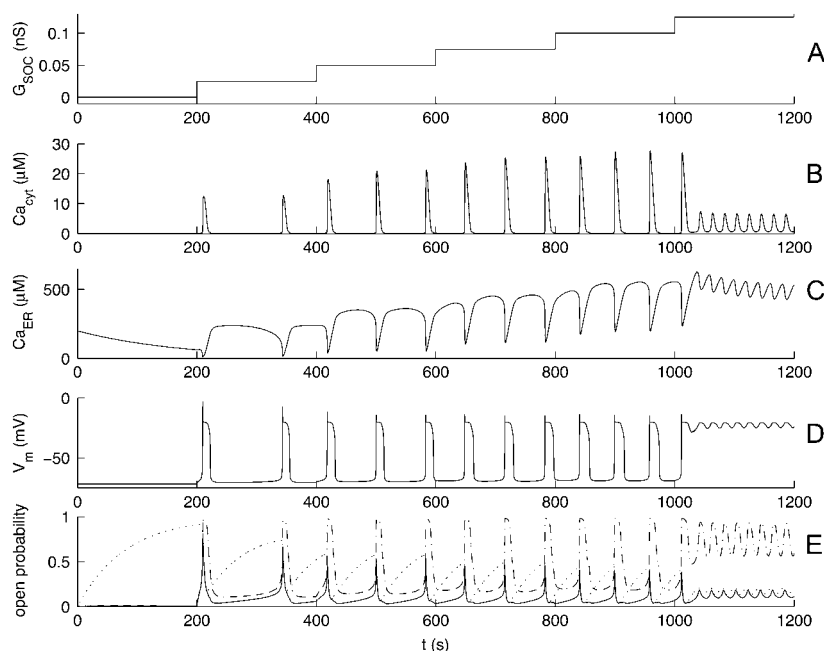 G_SOC (nS)
0.1
0.05
0
0 200 400 600 800 1000 1200
A
Ca_cyt (μM)
30
20
10
0
0 200 400 600 800 1000 1200
B
Ca_ER (μM)
500
0
0 200 400 600 800 1000 1200
C
V_m (mV)
0
−50
0 200 400 600 800 1000 1200
D
open probability
1
0.5
0
0 200 400 600 800 1000 1200
E
t (s)